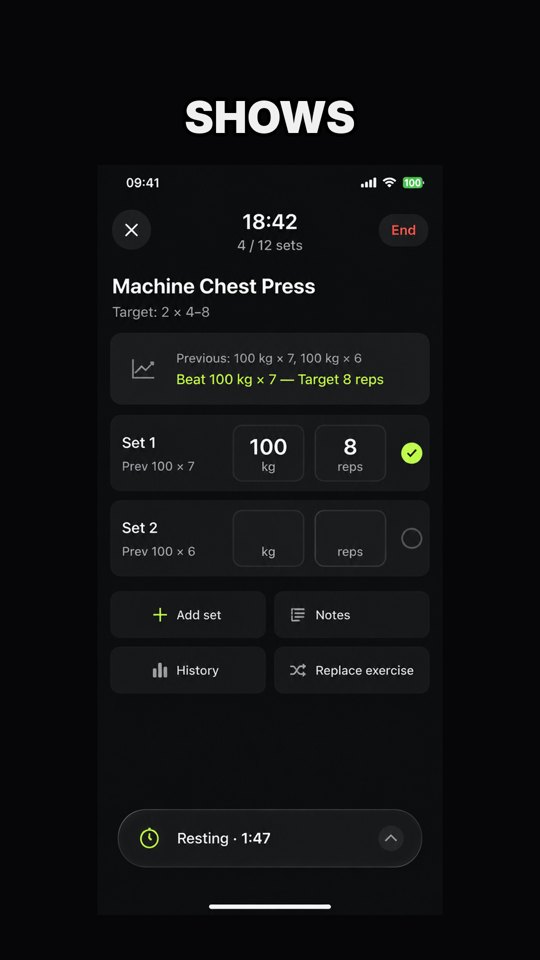 SHOWS
09:41
100
18:42
4 / 12 sets
End
Machine Chest Press
Target: 2 × 4–8
Previous: 100 kg × 7, 100 kg × 6
Beat 100 kg × 7 — Target 8 reps
Set 1
Prev 100 × 7
100
kg
8
reps
Set 2
Prev 100 × 6
kg
reps
Add set
Notes
History
Replace exercise
Resting · 1:47